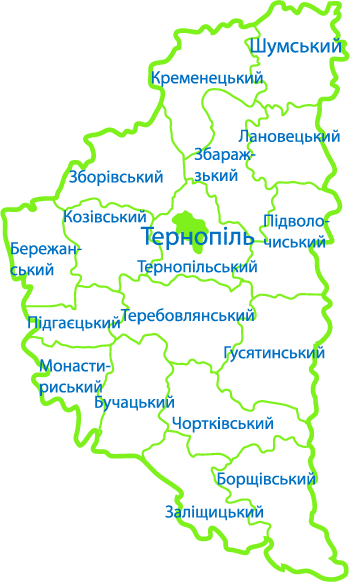 Шумський
Кременецький
Лановецький
Збараж-
зький
Зборівський
Козівський
Підволо-
чиський
Тернопіль
Бережан-
ський
Тернопільський
Підгаєцький
Теребовлянський
Гусятинський
Монасти-
риський
Бучацький
Чортківський
Борщівський
Заліщицький